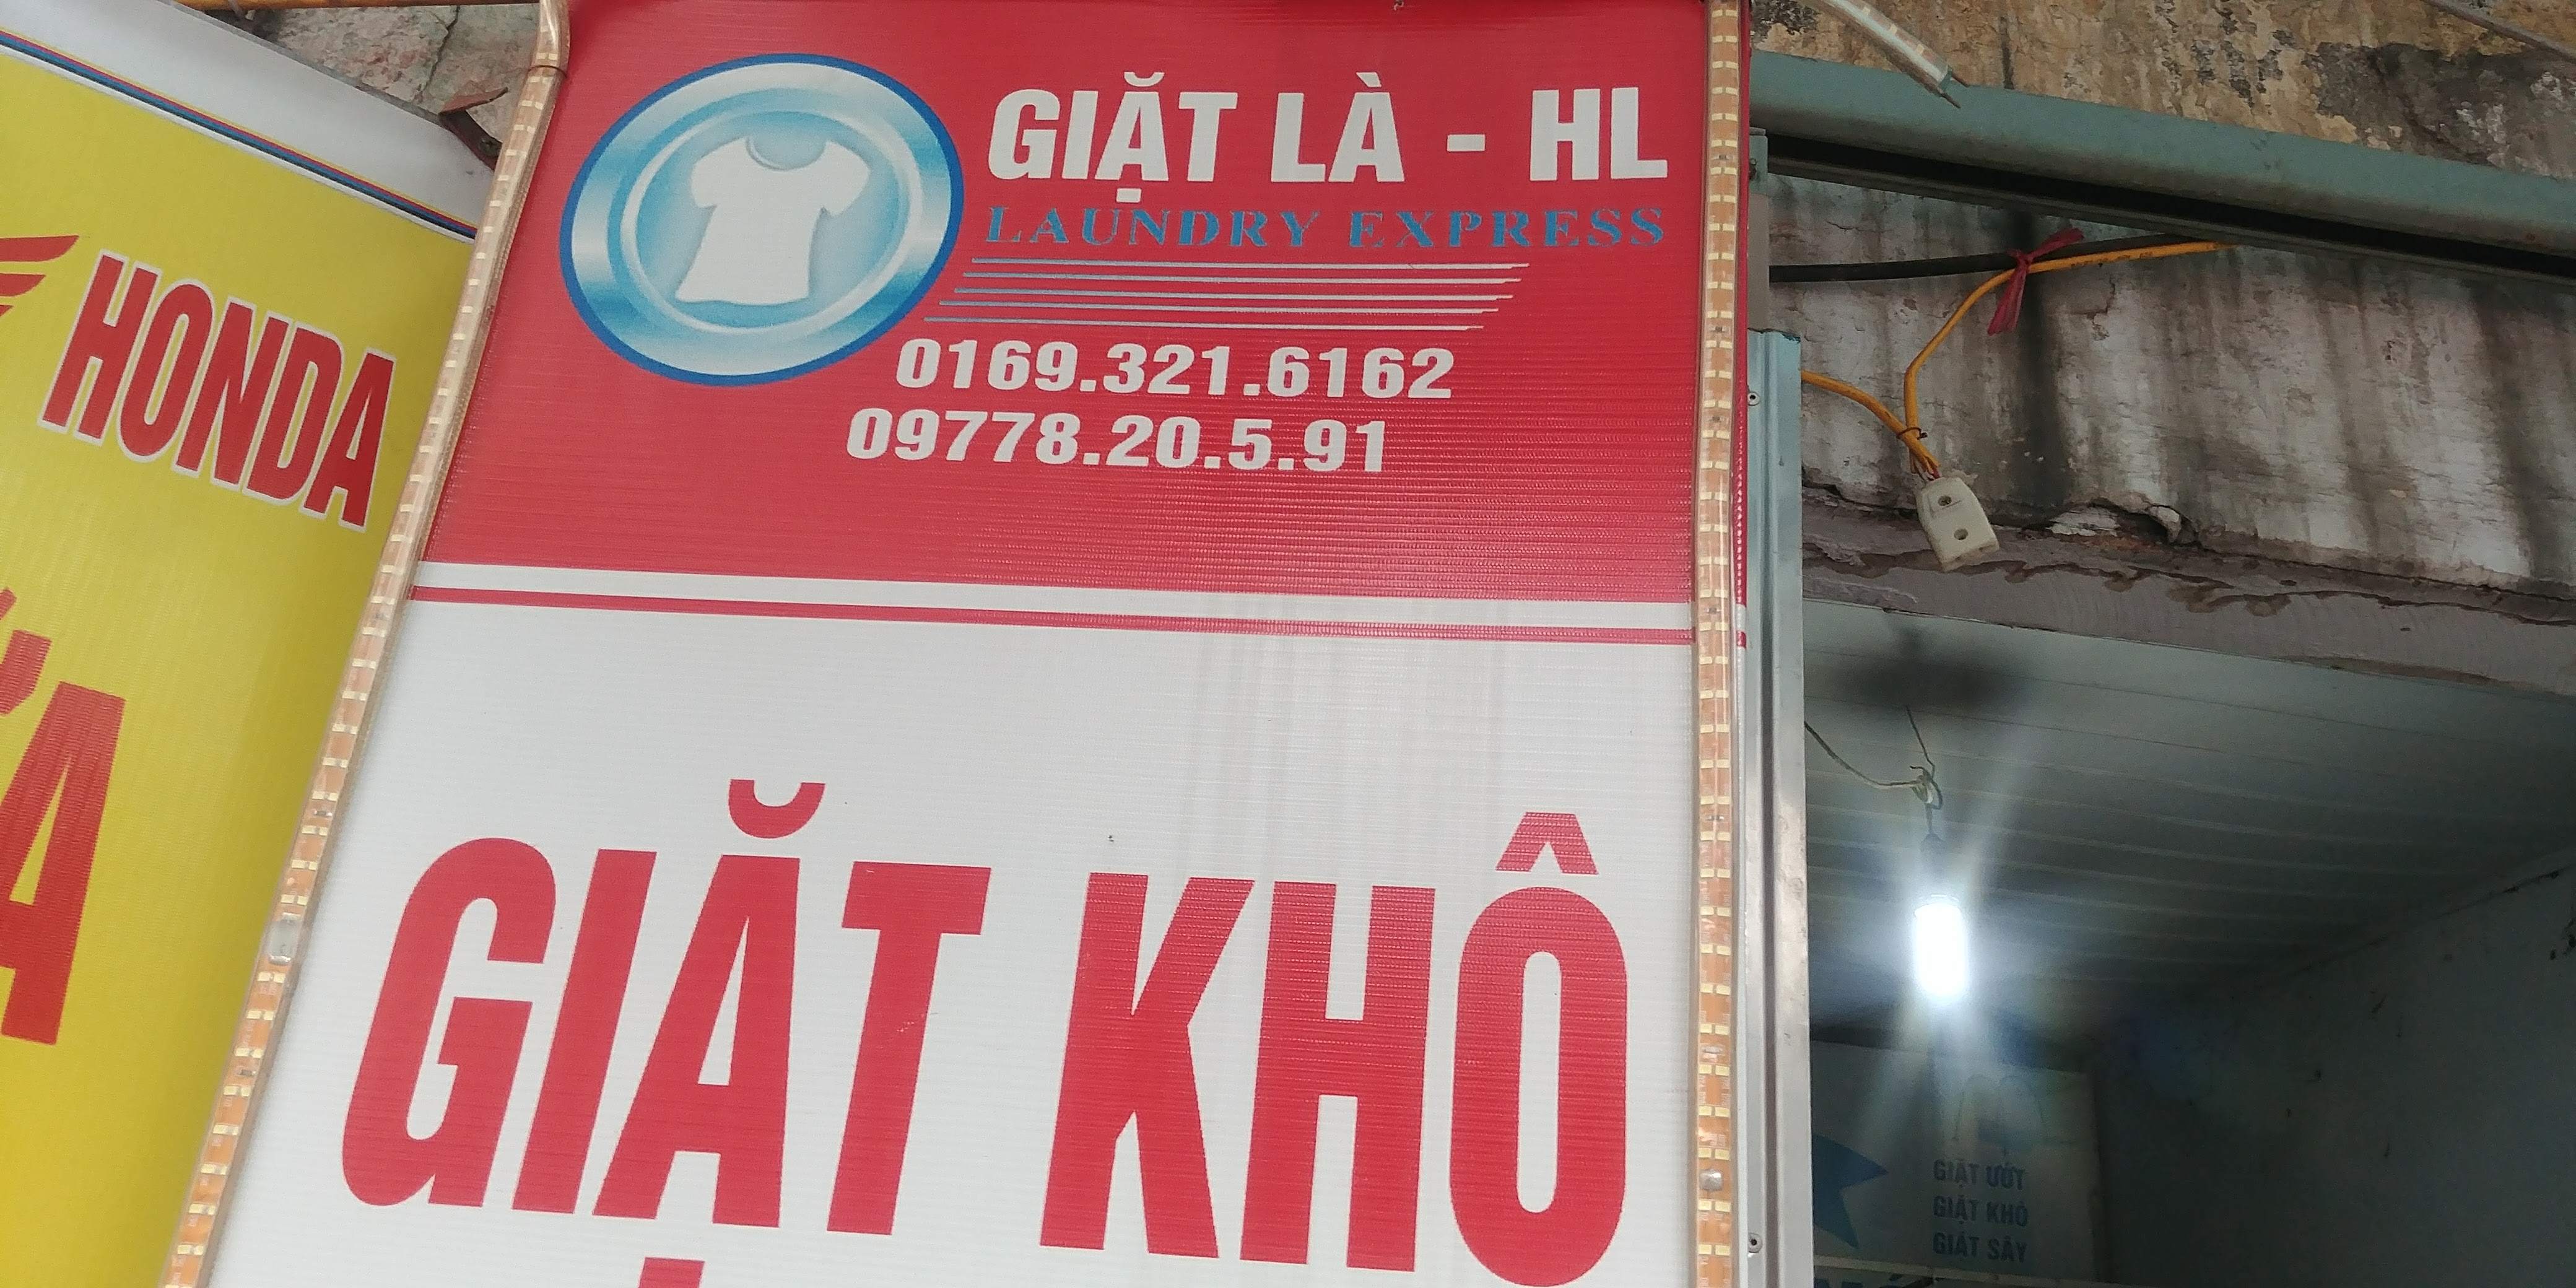 HONDA
GIẶT LÀ - HL
LAUNDRY EXPRESS
0169.321.6162
09778.20.5.91
GIẶT KHÔ
GIẶT ƯỚT
GIẶT KHÔ
GIẶT SẤY